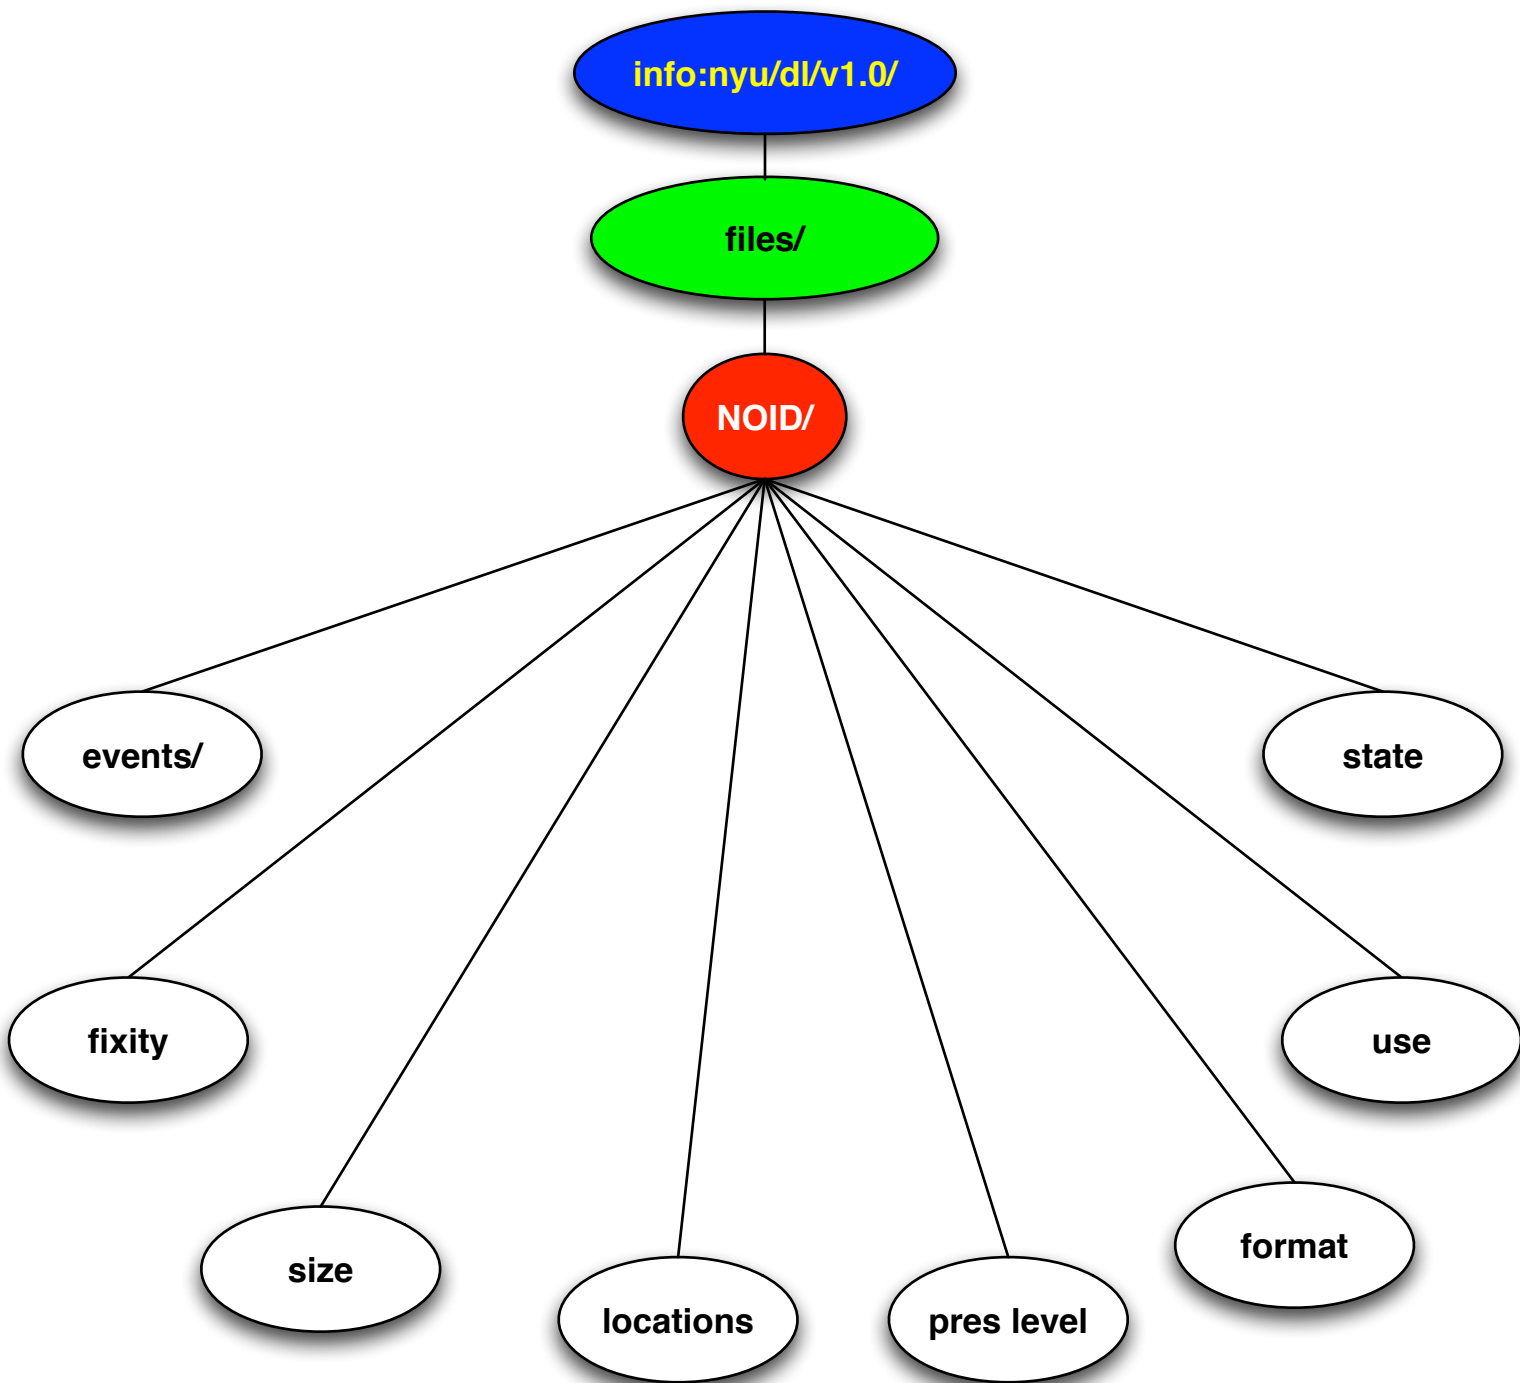 info:nyu/dl/v1.0/
files/
NOID/
events/
state
fixity
use
size
locations
pres level
format